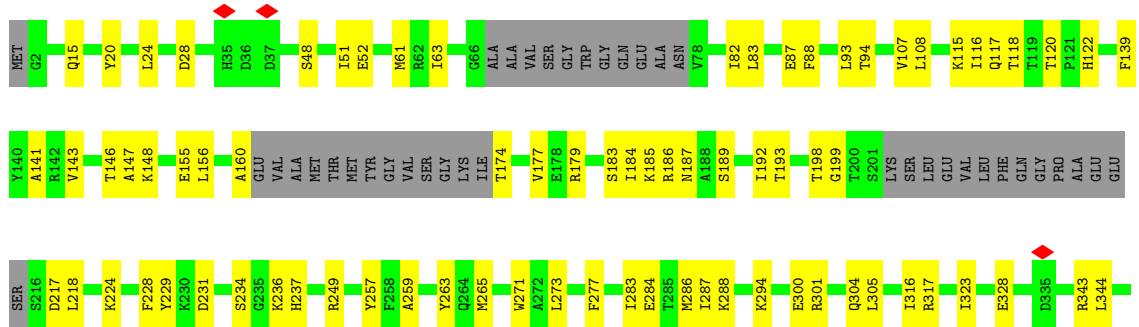 MET G2 Q15 Y20 L24 D28 H35 D36 D37 S48 I51 E52 M61 R62 I63 G66 ALA ALA VAL SER GLY TRP GLY GLN GLU ALA ASN V78 I82 L83 E87 F88 L93 T94 V107 L108 K115 I116 Q117 T118 T119 T120 P121 H122 F139
Y140 A141 R142 V143 T146 A147 K148 E155 L156 A160 GLU VAL ALA MET THR MET TYR GLY VAL SER GLY LYS ILE T174 V177 E178 R179 S183 I184 K185 R186 N187 A188 S189 I192 T193 T198 G199 T200 S201 LYS SER LEU GLU VAL LEU PHE GLN GLY PRO ALA GLU GLU
SER S216 D217 L218 K224 F228 Y229 K230 D231 S234 G235 K236 H237 R249 Y257 F258 A259 Y263 Q264 M265 W271 A272 L273 F277 I283 E284 T285 M286 I287 K288 K294 E300 R301 Q304 L305 I316 R317 I323 E328 D335 R343 L344